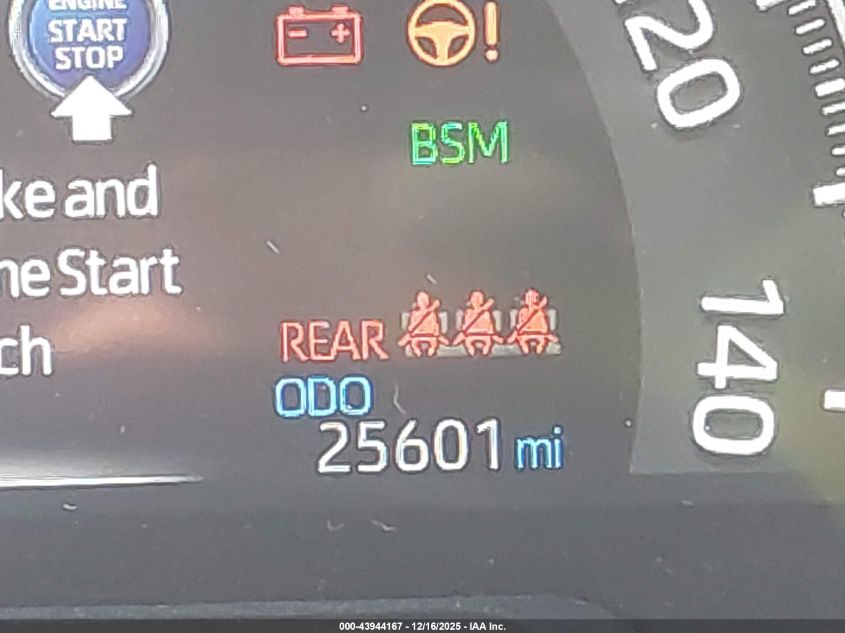 ENGINE
START
STOP
BSM
120
ke and
ne Start
ch
REAR
ODO
25601 mi
140
000-43944167 - 12/16/2025 - IAA Inc.